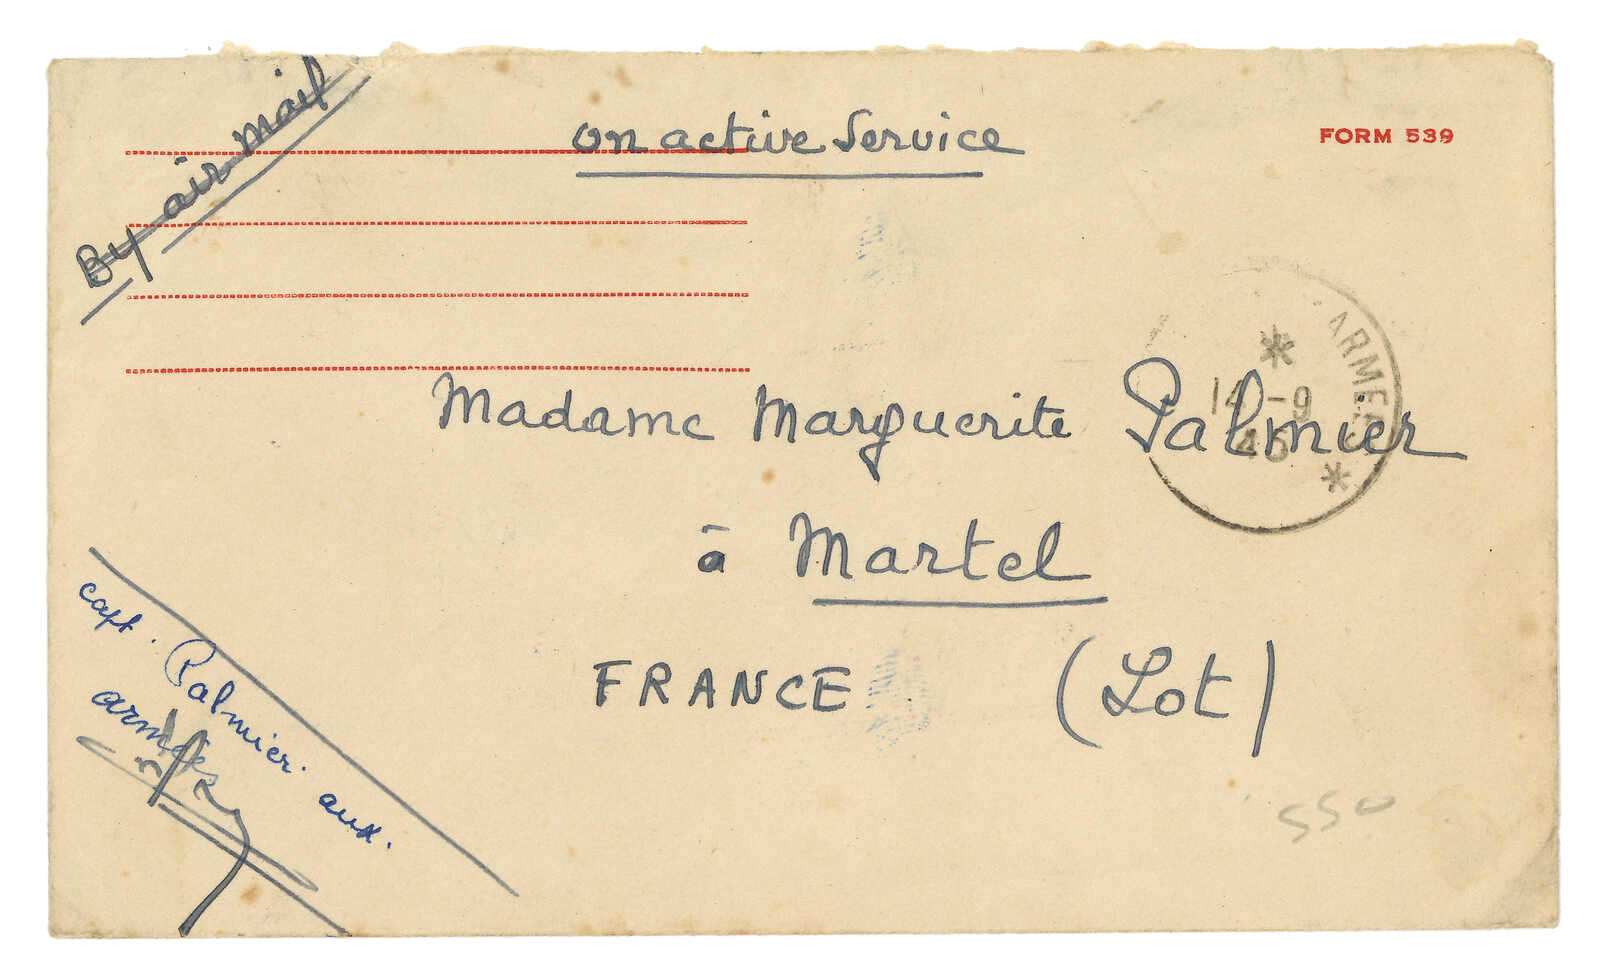 By air mail
on active Service
FORM 539
ARMEES
14 -9
45
Madame Marguerite Palmier
à Martel
FRANCE (Lot)
capt. Palmier. aux.
armées
550